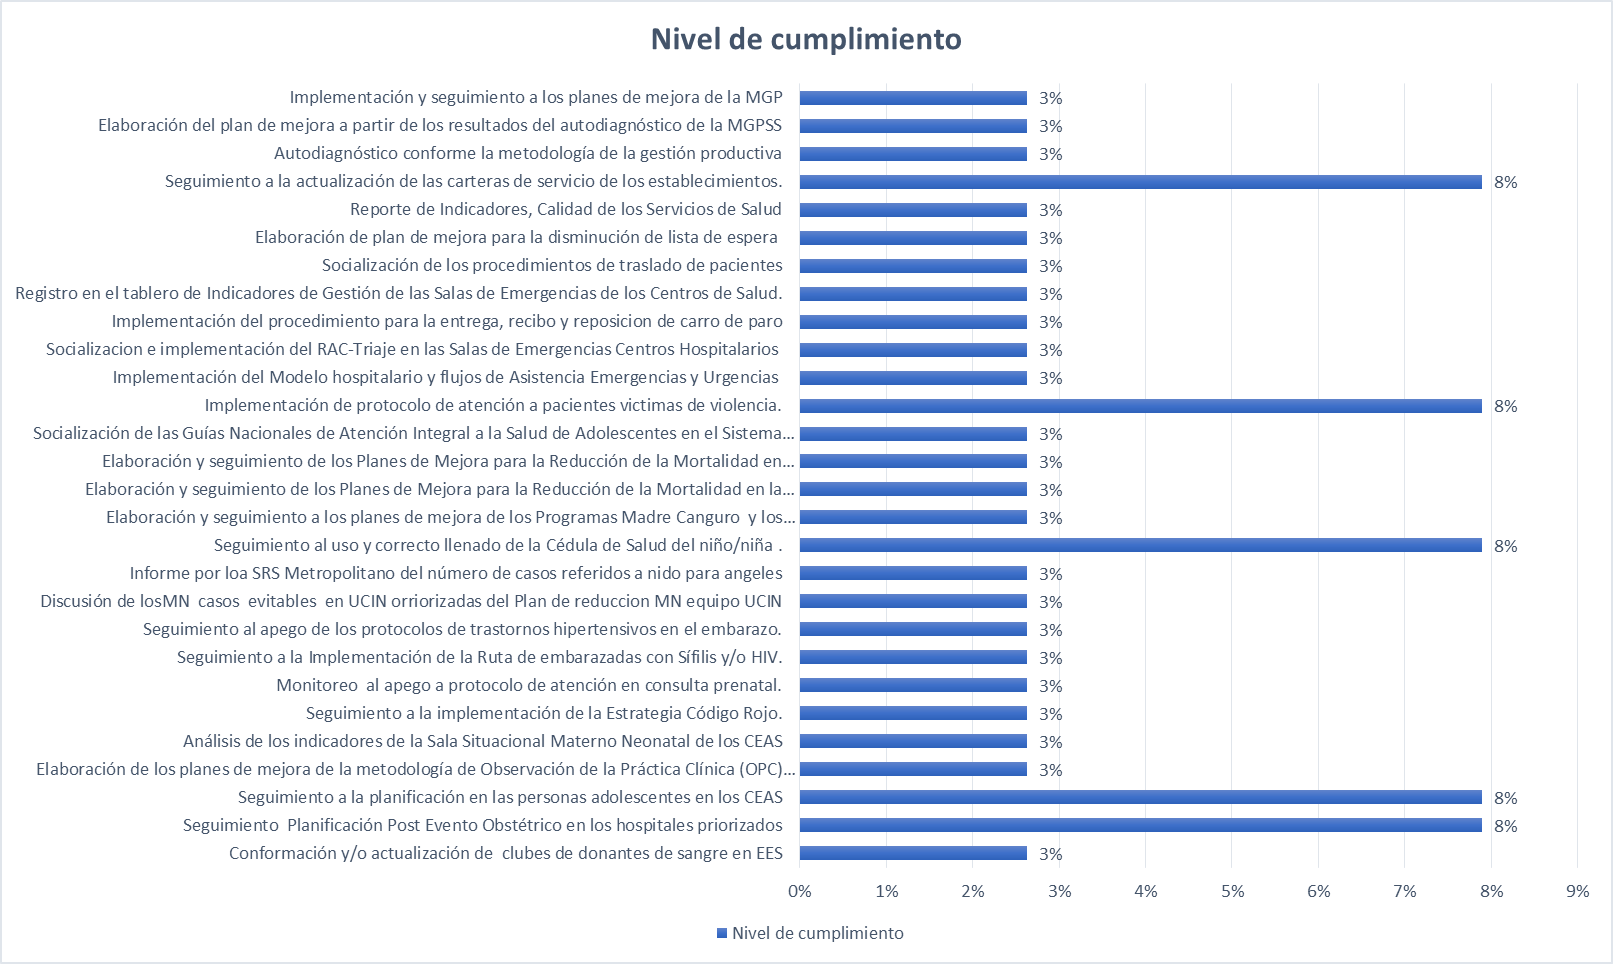 Nivel de cumplimiento
Implementación y seguimiento a los planes de mejora de la MGP 3%
Elaboración del plan de mejora a partir de los resultados del autodiagnóstico de la MGPSS 3%
Autodiagnóstico conforme la metodología de la gestión productiva 3%
Seguimiento a la actualización de las carteras de servicio de los establecimientos. 8%
Reporte de Indicadores, Calidad de los Servicios de Salud 3%
Elaboración de plan de mejora para la disminución de lista de espera 3%
Socialización de los procedimientos de traslado de pacientes 3%
Registro en el tablero de Indicadores de Gestión de las Salas de Emergencias de los Centros de Salud. 3%
Implementación del procedimiento para la entrega, recibo y reposicion de carro de paro 3%
Socializacion e implementación del RAC-Triaje en las Salas de Emergencias Centros Hospitalarios 3%
Implementación del Modelo hospitalario y flujos de Asistencia Emergencias y Urgencias 3%
Implementación de protocolo de atención a pacientes victimas de violencia. 8%
Socialización de las Guías Nacionales de Atención Integral a la Salud de Adolescentes en el Sistema... 3%
Elaboración y seguimiento de los Planes de Mejora para la Reducción de la Mortalidad en... 3%
Elaboración y seguimiento de los Planes de Mejora para la Reducción de la Mortalidad en la... 3%
Elaboración y seguimiento a los planes de mejora de los Programas Madre Canguro y los... 3%
Seguimiento al uso y correcto llenado de la Cédula de Salud del niño/niña . 8%
Informe por loa SRS Metropolitano del número de casos referidos a nido para angeles 3%
Discusión de losMN casos evitables en UCIN orriorizadas del Plan de reduccion MN equipo UCIN 3%
Seguimiento al apego de los protocolos de trastornos hipertensivos en el embarazo. 3%
Seguimiento a la Implementación de la Ruta de embarazadas con Sífilis y/o HIV. 3%
Monitoreo al apego a protocolo de atención en consulta prenatal. 3%
Seguimiento a la implementación de la Estrategia Código Rojo. 3%
Análisis de los indicadores de la Sala Situacional Materno Neonatal de los CEAS 3%
Elaboración de los planes de mejora de la metodología de Observación de la Práctica Clínica (OPC)... 3%
Seguimiento a la planificación en las personas adolescentes en los CEAS 8%
Seguimiento Planificación Post Evento Obstétrico en los hospitales priorizados 8%
Conformación y/o actualización de clubes de donantes de sangre en EES 3%
0% 1% 2% 3% 4% 5% 6% 7% 8% 9%
Nivel de cumplimiento